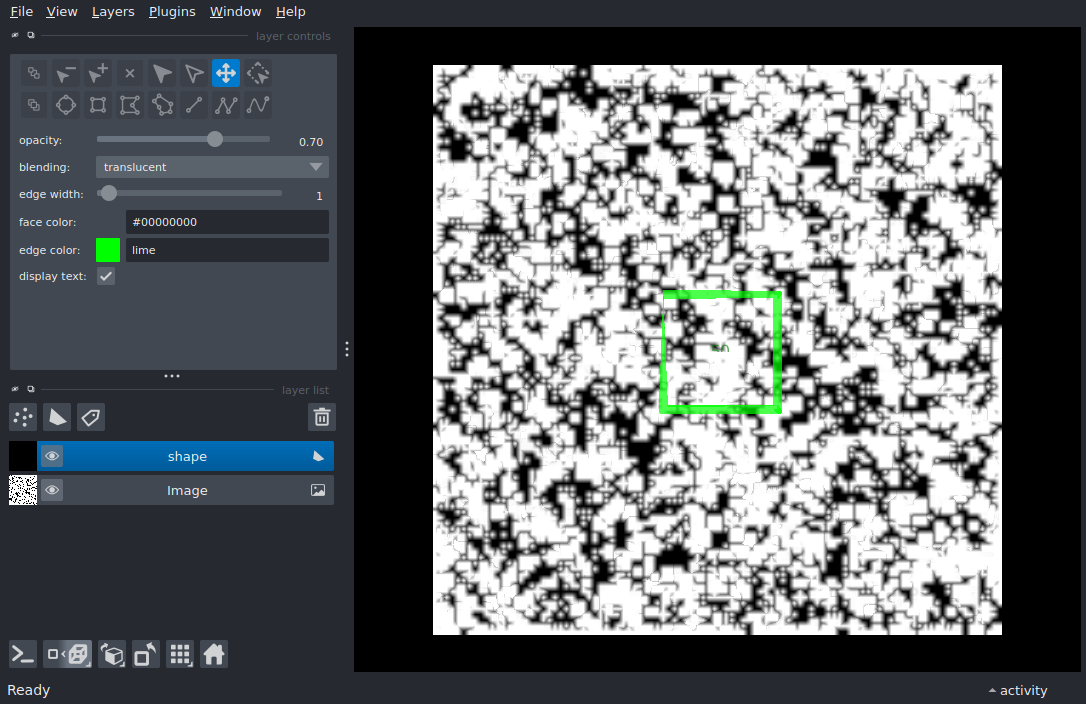 File View Layers Plugins Window Help
layer controls
opacity: 0.70
blending: translucent
edge width: 1
face color: #00000000
edge color: lime
display text:
layer list
shape
Image
Ready
activity